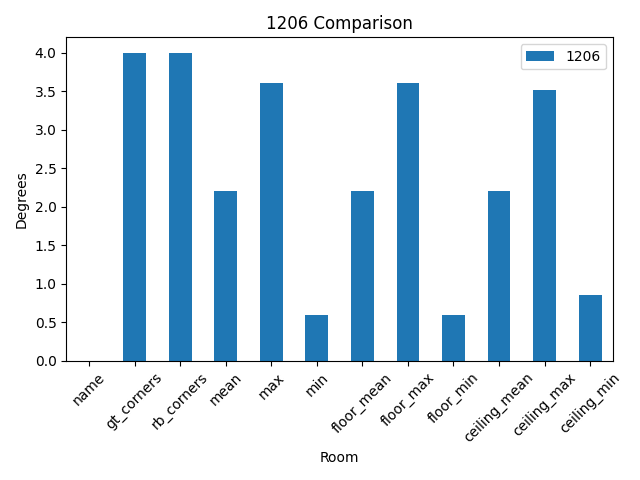 1206 Comparison
1206
Degrees
4.0
3.5
3.0
2.5
2.0
1.5
1.0
0.5
0.0
name
gt_corners
rb_corners
mean
max
min
floor_mean
floor_max
floor_min
ceiling_mean
ceiling_max
ceiling_min
Room